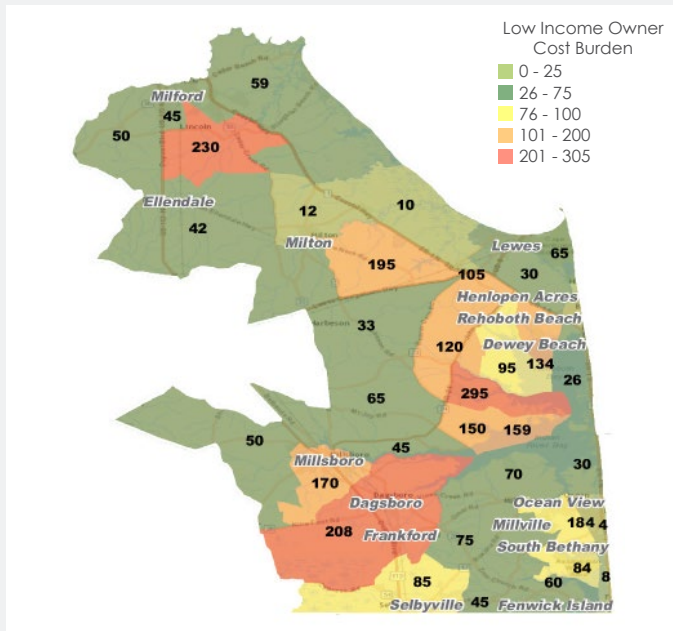 Low Income Owner
Cost Burden
0 - 25
26 - 75
76 - 100
101 - 200
201 - 305
59
Milford
45
Lincoln
50
230
Ellendale
42
12
10
Milton
195
Lewes
65
105
30
Henlopen Acres
Rehoboth Beach
33
Harbeson
120
Dewey Beach
95
134
26
295
65
150
159
50
45
Millsboro
170
70
30
Dagsboro
Ocean View
208
Frankford
Millville
184
4
75
South Bethany
84
8
85
60
Selbyville
45
Fenwick Island